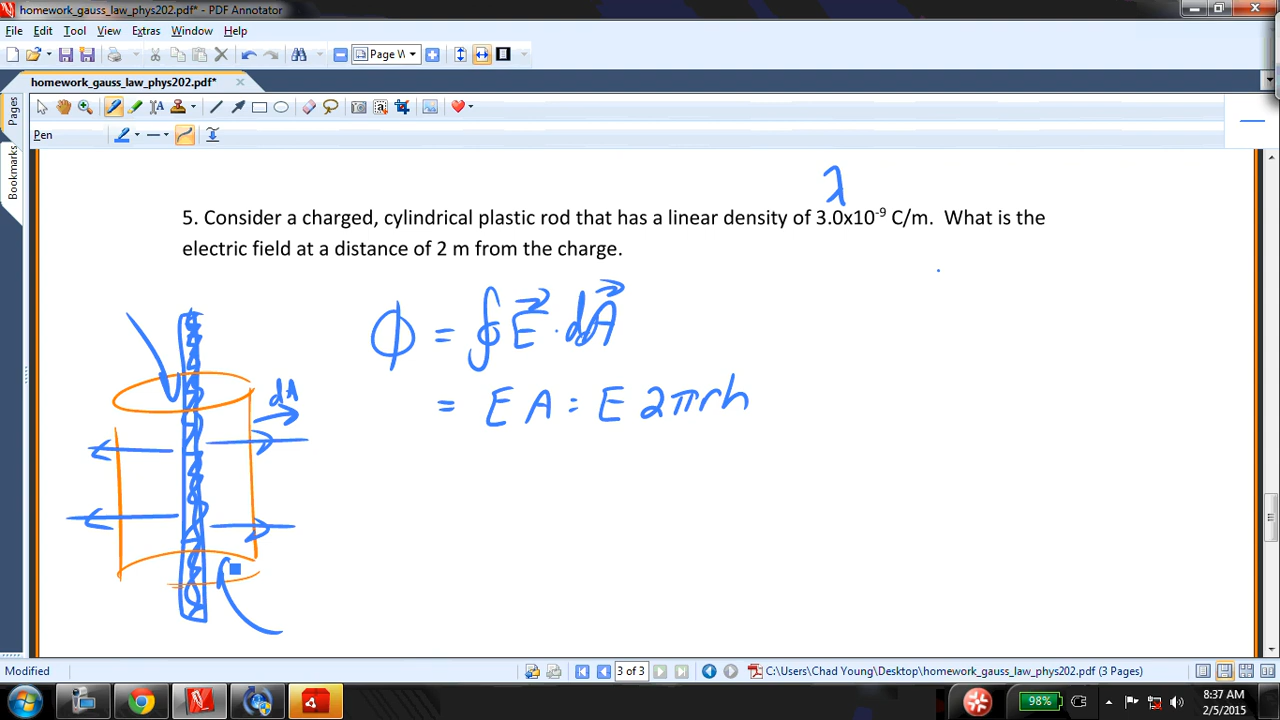 homework_gauss_law_phys202.pdf* - PDF Annotator
File Edit Tool View Extras Window Help
Page W
homework_gauss_law_phys202.pdf*
Pages
Bookmarks
Pen
λ
5. Consider a charged, cylindrical plastic rod that has a linear density of 3.0x10⁻⁹ C/m. What is the
electric field at a distance of 2 m from the charge.
ϕ = ∮ E⃗ · dA⃗
= E A = E 2πrh
dA
Modified
3 of 3
C:\Users\Chad Young\Desktop\homework_gauss_law_phys202.pdf (3 Pages)
98%
8:37 AM
2/5/2015